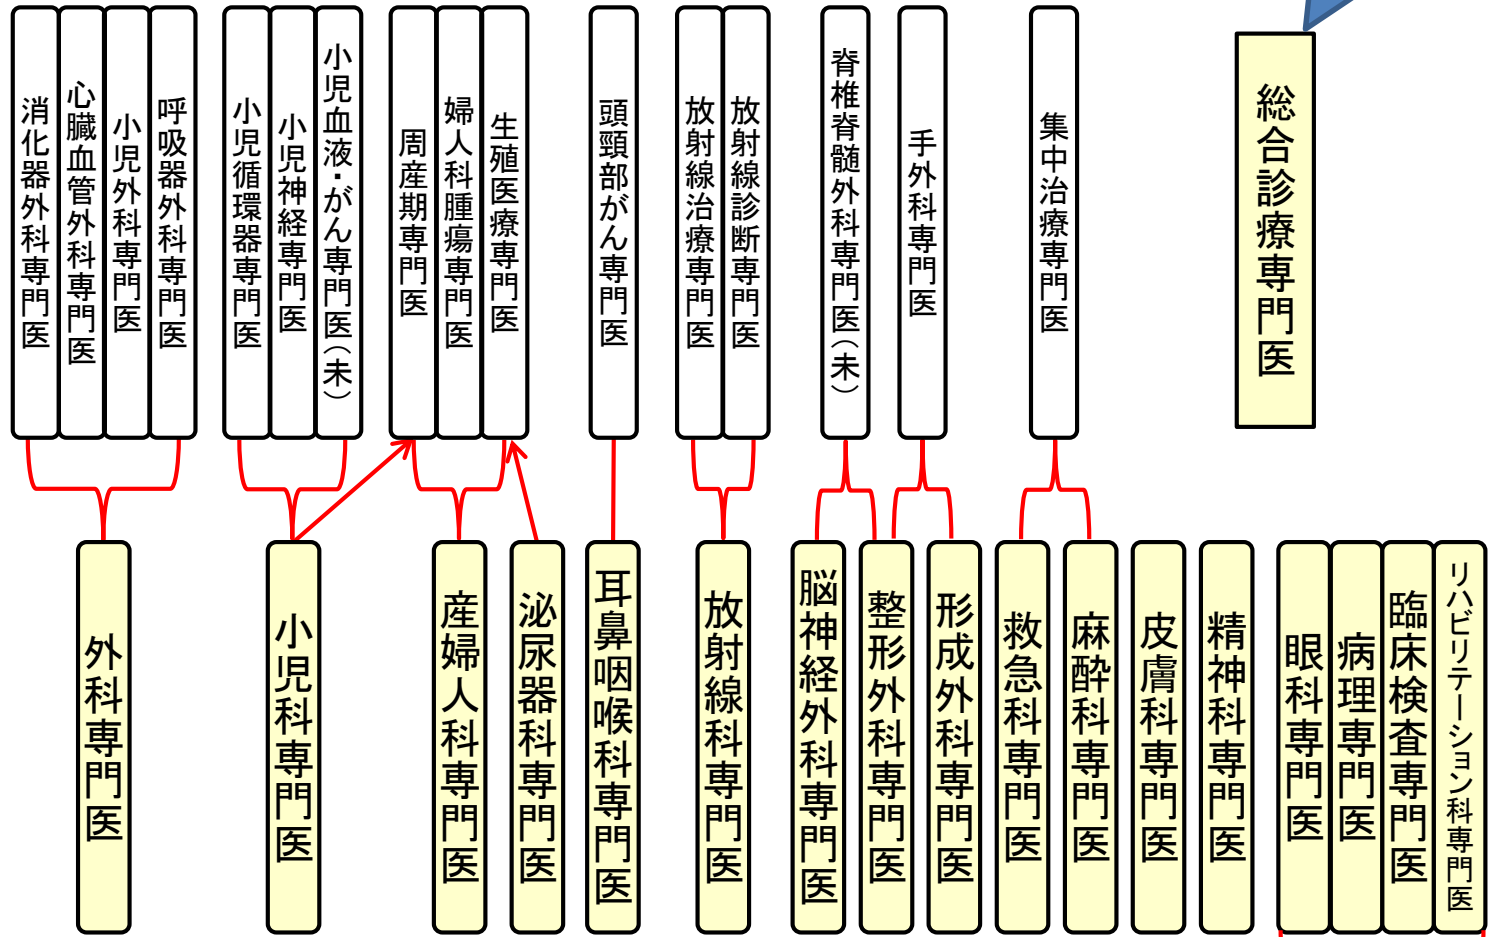 消化器外科専門医
心臓血管外科専門医
小児外科専門医
呼吸器外科専門医
小児循環器専門医
小児神経専門医
小児血液・がん専門医(未)
周産期専門医
婦人科腫瘍専門医
生殖医療専門医
頭頸部がん専門医
放射線治療専門医
放射線診断専門医
脊椎脊髄外科専門医(未)
手外科専門医
集中治療専門医
総合診療専門医
外科専門医
小児科専門医
産婦人科専門医
泌尿器科専門医
耳鼻咽喉科専門医
放射線科専門医
脳神経外科専門医
整形外科専門医
形成外科専門医
救急科専門医
麻酔科専門医
皮膚科専門医
精神科専門医
眼科専門医
病理専門医
臨床検査専門医
リハビリテーション科専門医